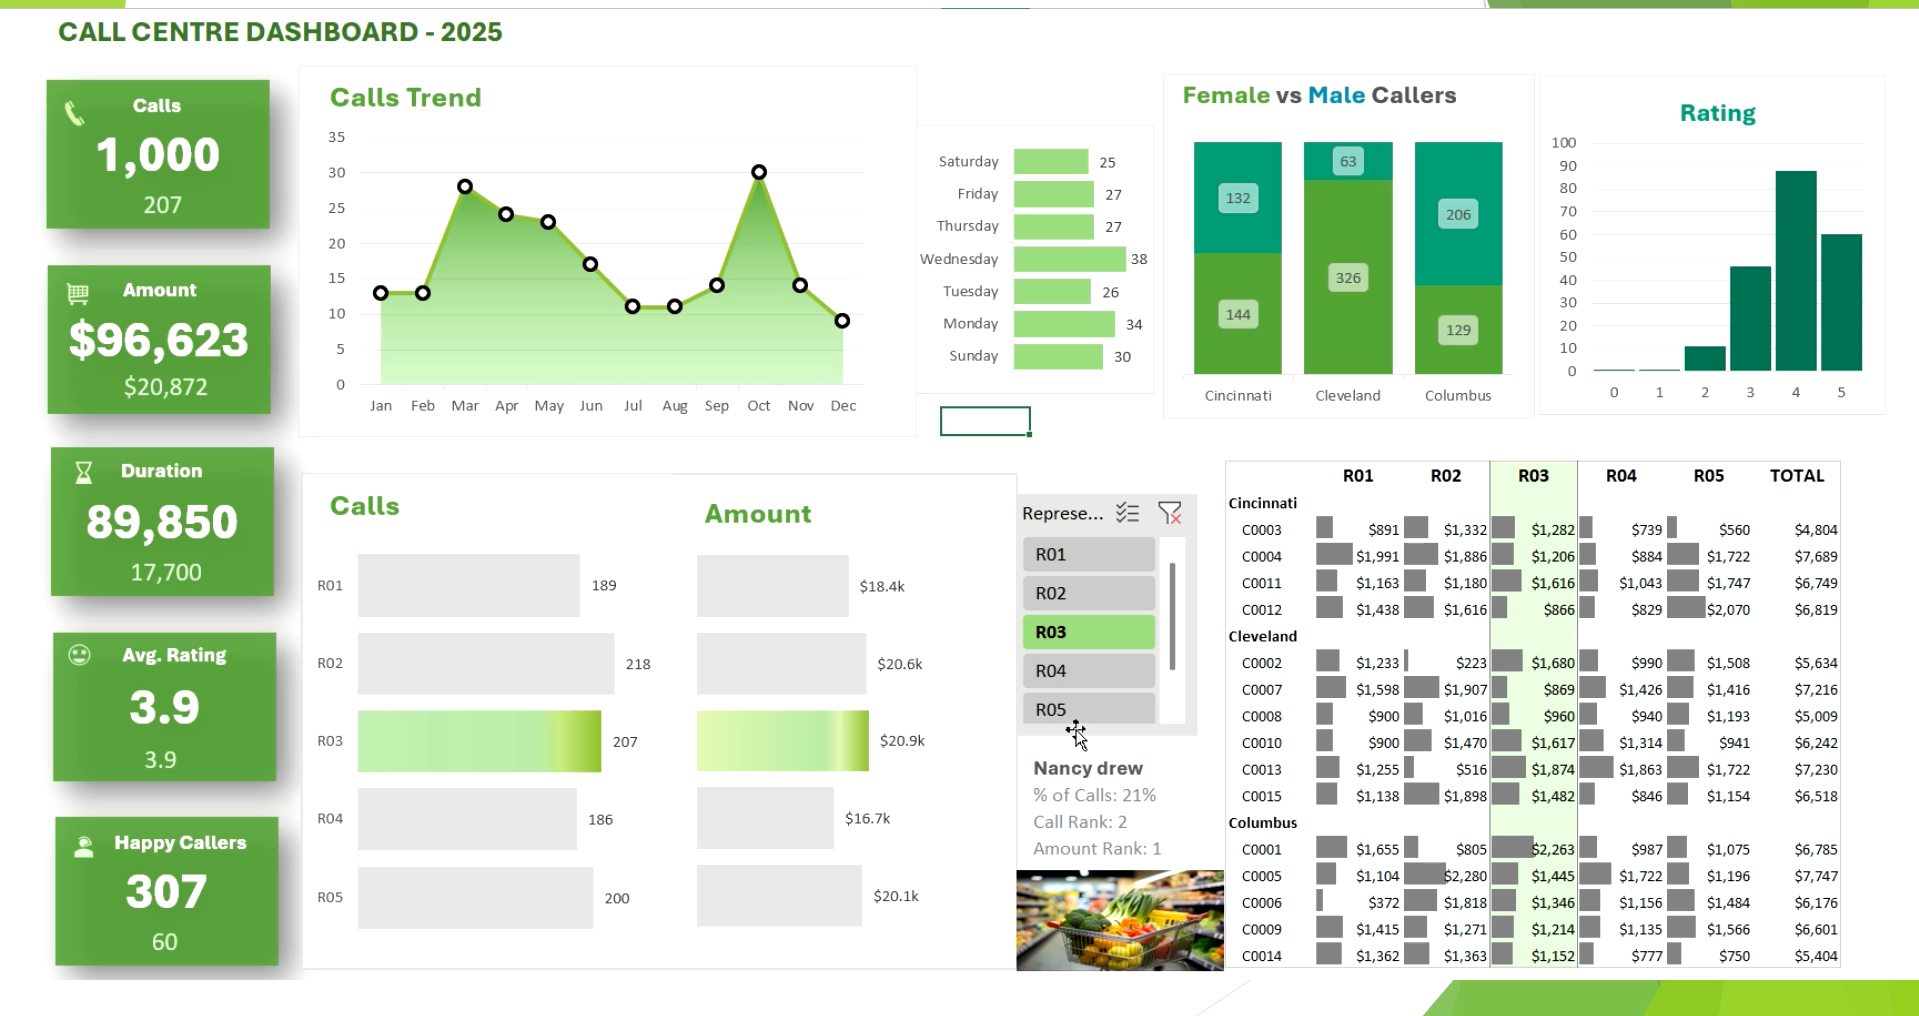 CALL CENTRE DASHBOARD - 2025
Calls
1,000
207
Amount
$96,623
$20,872
Duration
89,850
17,700
Avg. Rating
3.9
3.9
Happy Callers
307
60
Calls Trend
35
30
25
20
15
10
5
0
Jan Feb Mar Apr May Jun Jul Aug Sep Oct Nov Dec
Saturday 25
Friday 27
Thursday 27
Wednesday 38
Tuesday 26
Monday 34
Sunday 30
Female vs Male Callers
132 63 206
144 326 129
Cincinnati Cleveland Columbus
Rating
100
90
80
70
60
50
40
30
20
10
0
0 1 2 3 4 5
Calls
R01 189
R02 218
R03 207
R04 186
R05 200
Amount
$18.4k
$20.6k
$20.9k
$16.7k
$20.1k
Represe...
R01
R02
R03
R04
R05
Nancy drew
% of Calls: 21%
Call Rank: 2
Amount Rank: 1
R01 R02 R03 R04 R05 TOTAL
Cincinnati
C0003 $891 $1,332 $1,282 $739 $560 $4,804
C0004 $1,991 $1,886 $1,206 $884 $1,722 $7,689
C0011 $1,163 $1,180 $1,616 $1,043 $1,747 $6,749
C0012 $1,438 $1,616 $866 $829 $2,070 $6,819
Cleveland
C0002 $1,233 $223 $1,680 $990 $1,508 $5,634
C0007 $1,598 $1,907 $869 $1,426 $1,416 $7,216
C0008 $900 $1,016 $960 $940 $1,193 $5,009
C0010 $900 $1,470 $1,617 $1,314 $941 $6,242
C0013 $1,255 $516 $1,874 $1,863 $1,722 $7,230
C0015 $1,138 $1,898 $1,482 $846 $1,154 $6,518
Columbus
C0001 $1,655 $805 $2,263 $987 $1,075 $6,785
C0005 $1,104 $2,280 $1,445 $1,722 $1,196 $7,747
C0006 $372 $1,818 $1,346 $1,156 $1,484 $6,176
C0009 $1,415 $1,271 $1,214 $1,135 $1,566 $6,601
C0014 $1,362 $1,363 $1,152 $777 $750 $5,404